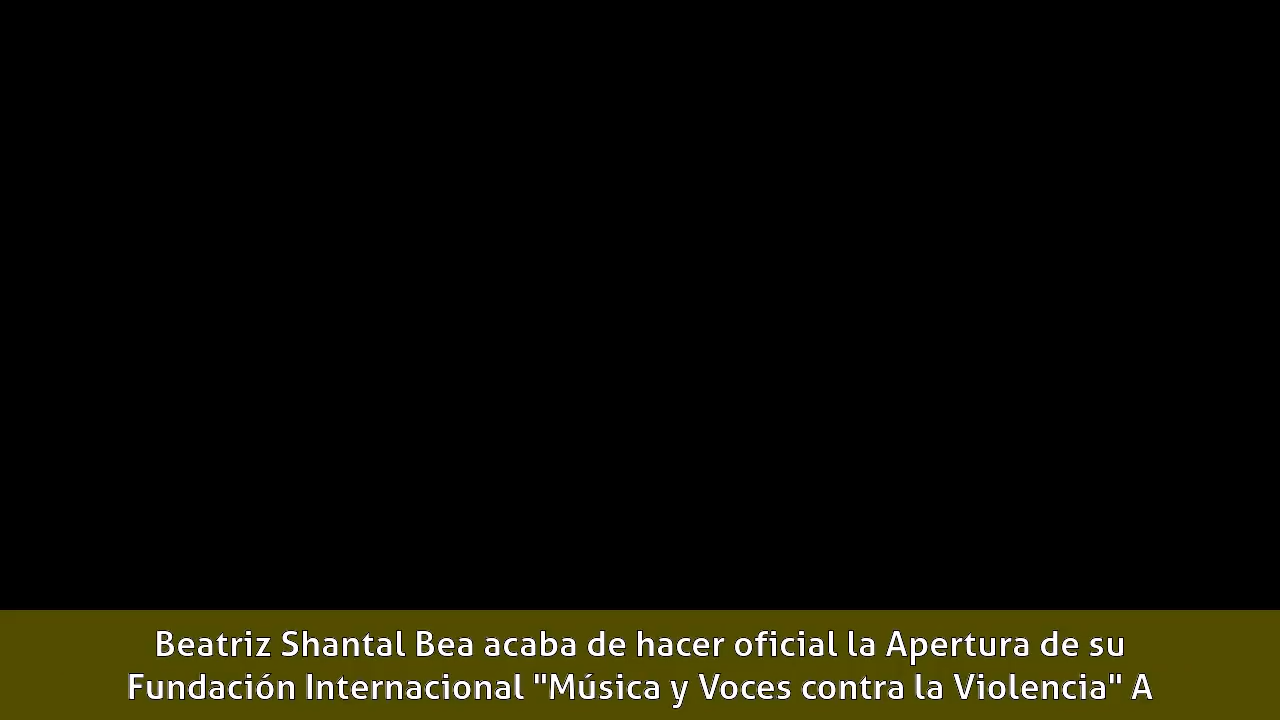 Beatriz Shantal Bea acaba de hacer oficial la Apertura de su
Fundación Internacional "Música y Voces contra la Violencia" A